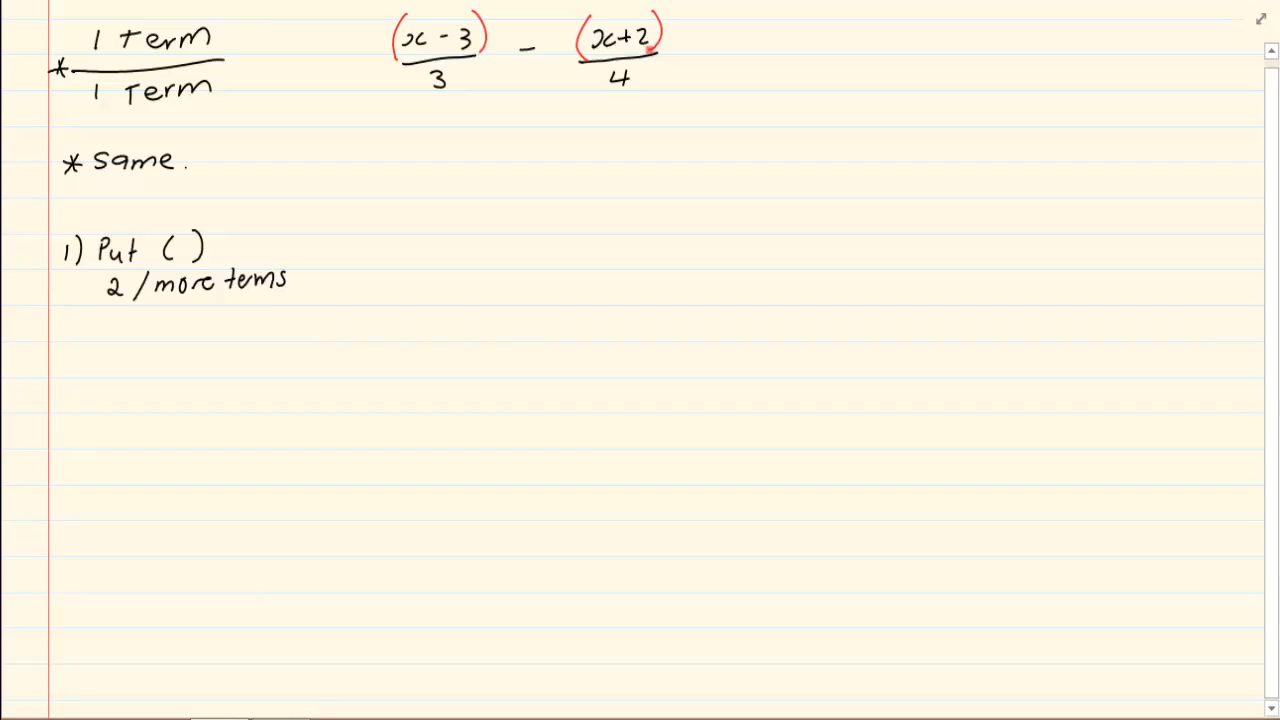 1 Term
* ———
1 Term
(x - 3)/3 - (x+2)/4
* Same.
1) Put ( )
2 / more terms